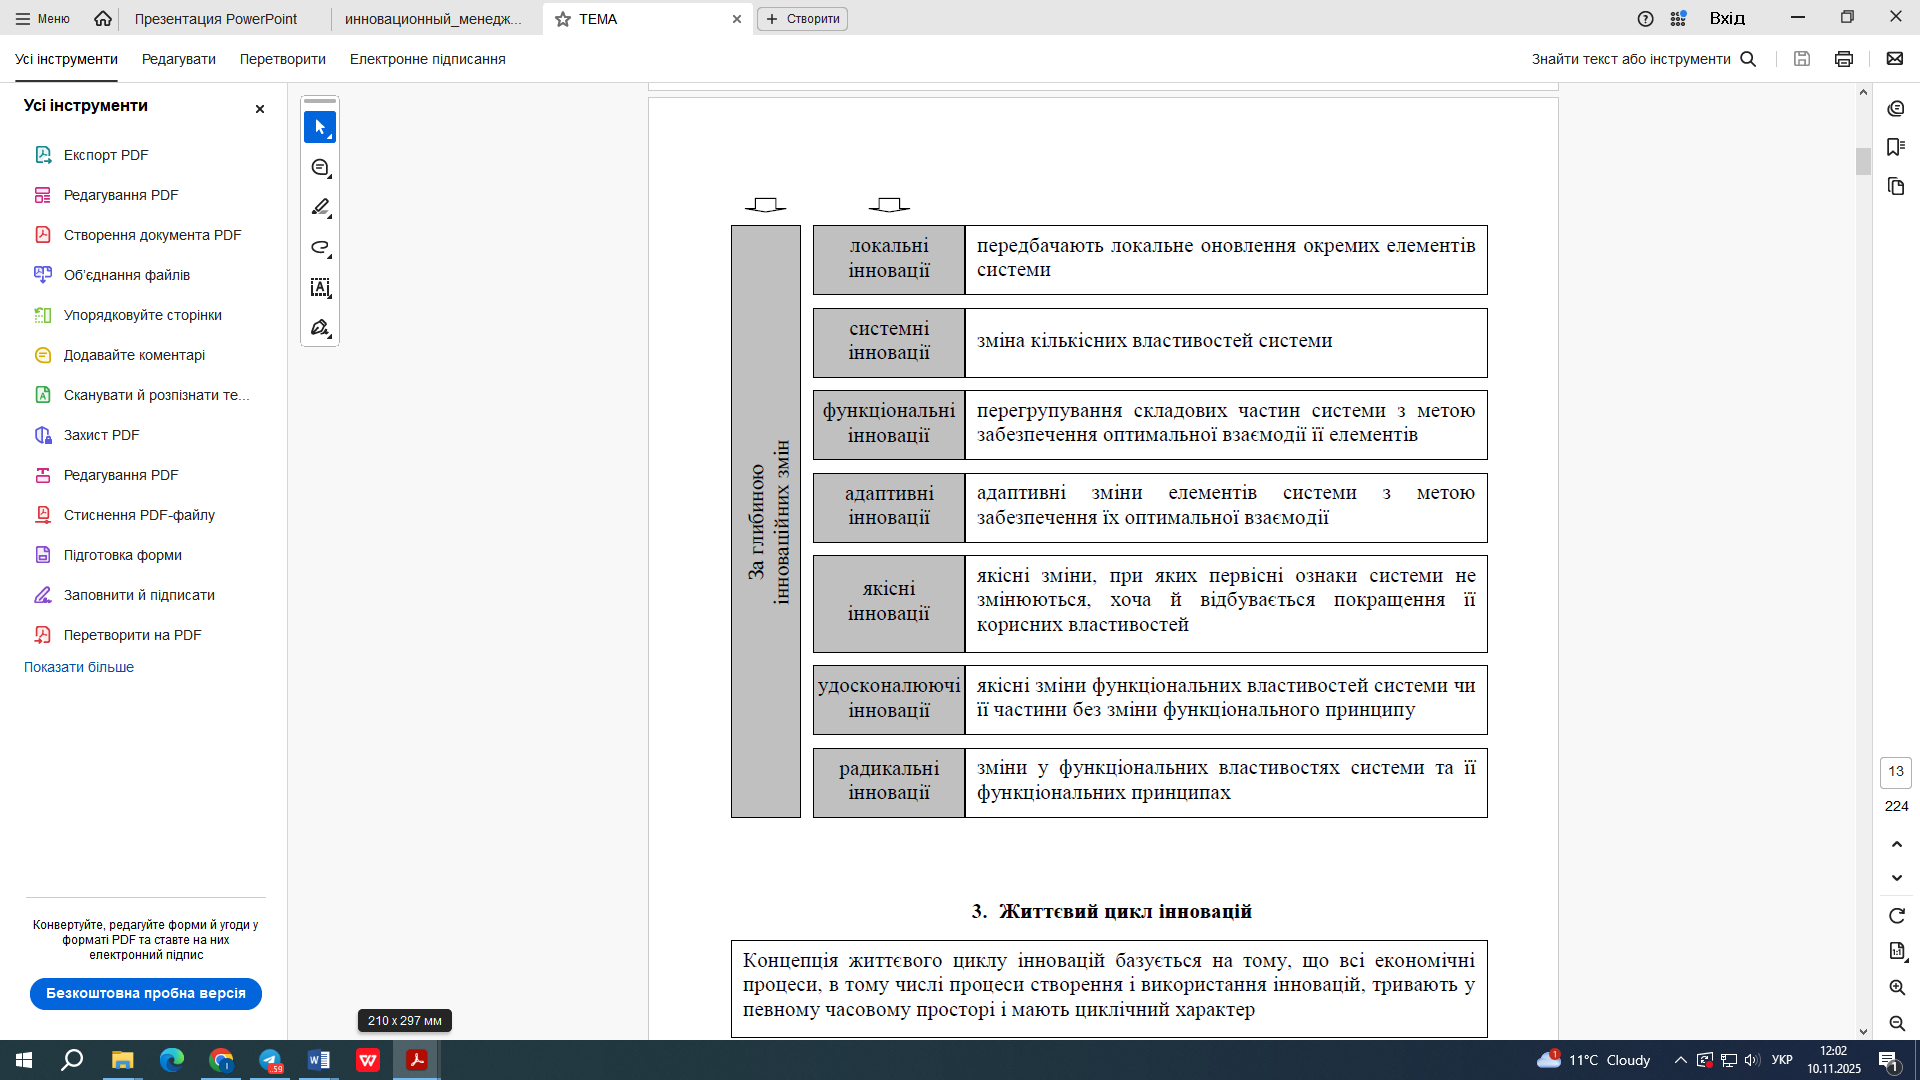 Меню
Презентация PowerPoint
инновационный_менедж...
ТЕМА
Створити
Вхід
Усі інструменти
Редагувати
Перетворити
Електронне підписання
Знайти текст або інструменти
Усі інструменти
Експорт PDF
Редагування PDF
Створення документа PDF
Об'єднання файлів
Упорядковуйте сторінки
Додавайте коментарі
Сканувати й розпізнати те...
Захист PDF
Редагування PDF
Стиснення PDF-файлу
Підготовка форми
Заповнити й підписати
Перетворити на PDF
Показати більше
Конвертуйте, редагуйте форми й угоди у
форматі PDF та ставте на них
електронний підпис
Безкоштовна пробна версія
210 x 297 мм
За глибиною
інноваційних змін
локальні
інновації
передбачають локальне оновлення окремих елементів
системи
системні
інновації
зміна кількісних властивостей системи
функціональні
інновації
перегрупування складових частин системи з метою
забезпечення оптимальної взаємодії її елементів
адаптивні
інновації
адаптивні зміни елементів системи з метою
забезпечення їх оптимальної взаємодії
якісні
інновації
якісні зміни, при яких первісні ознаки системи не
змінюються, хоча й відбувається покращення її
корисних властивостей
удосконалюючі
інновації
якісні зміни функціональних властивостей системи чи
її частини без зміни функціонального принципу
радикальні
інновації
зміни у функціональних властивостях системи та її
функціональних принципах
3. Життєвий цикл інновацій
Концепція життєвого циклу інновацій базується на тому, що всі економічні
процеси, в тому числі процеси створення і використання інновацій, тривають у
певному часовому просторі і мають циклічний характер
13
224
1:1
.59
1
11°C Cloudy
УКР
12:02
10.11.2025
1